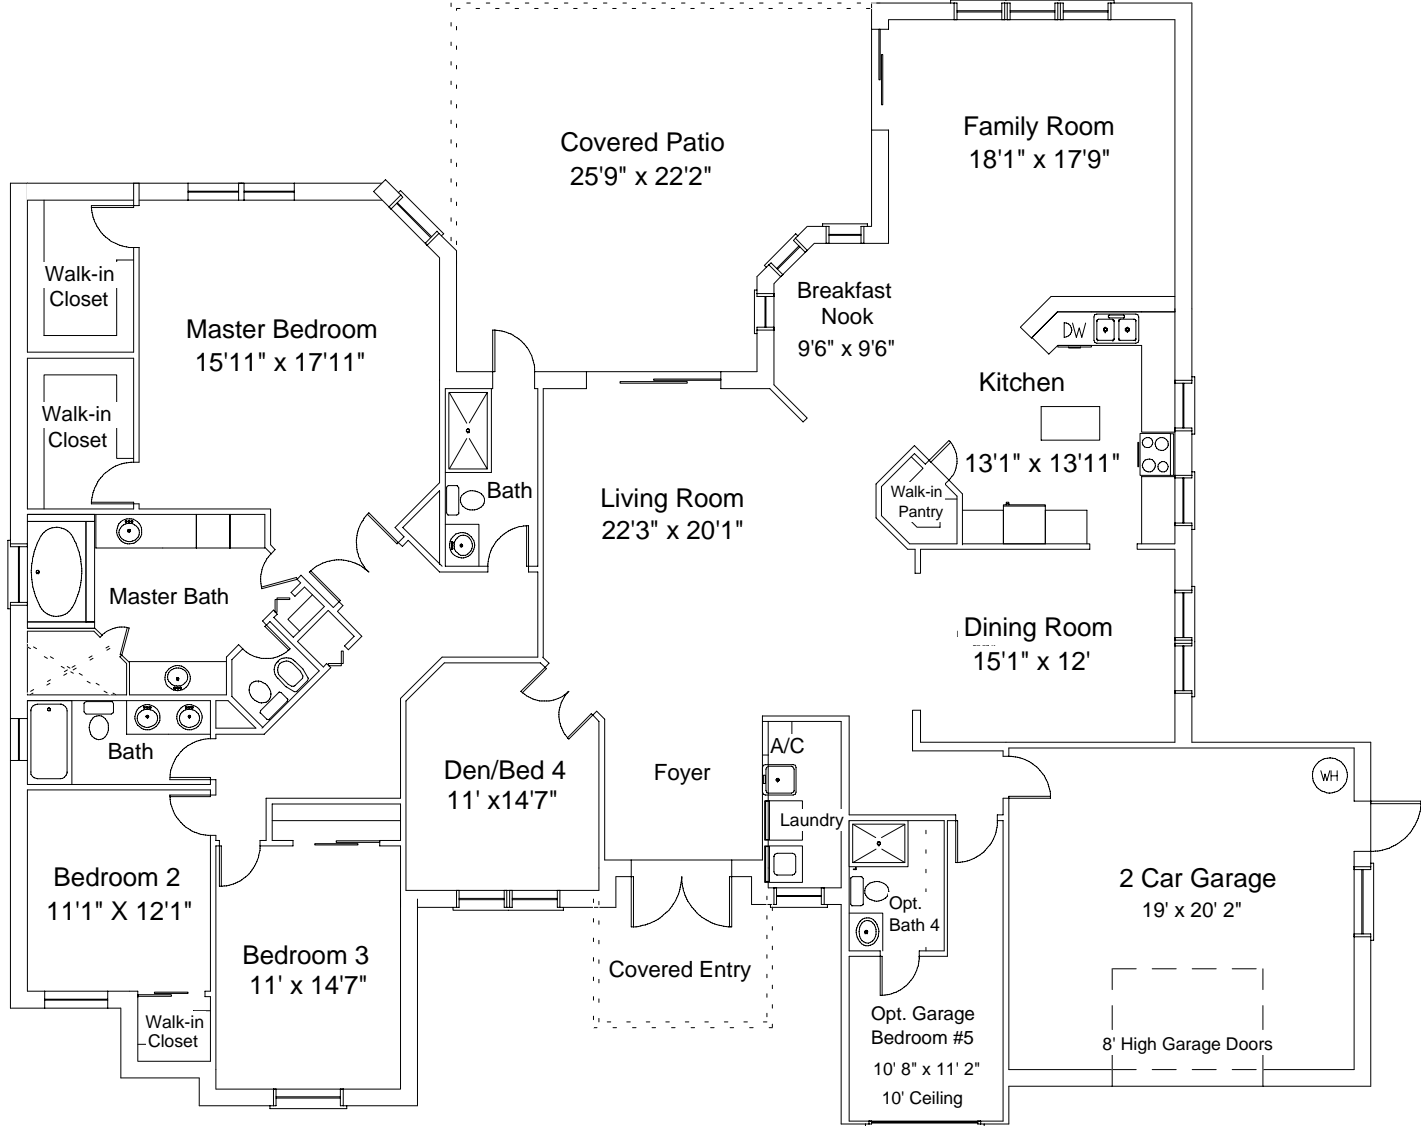 Covered Patio
25'9" x 22'2"
Family Room
18'1" x 17'9"
Walk-in
Closet
Master Bedroom
15'11" x 17'11"
Breakfast
Nook
9'6" x 9'6"
DW
Kitchen
13'1" x 13'11"
Walk-in
Closet
Bath
Living Room
22'3" x 20'1"
Walk-in
Pantry
Master Bath
Dining Room
15'1" x 12'
Bath
Den/Bed 4
11' x14'7"
Foyer
A/C
Laundry
WH
Bedroom 2
11'1" X 12'1"
2 Car Garage
19' x 20' 2"
Opt.
Bath 4
Bedroom 3
11' x 14'7"
Covered Entry
Walk-in
Closet
Opt. Garage
Bedroom #5
10' 8" x 11' 2"
10' Ceiling
8' High Garage Doors